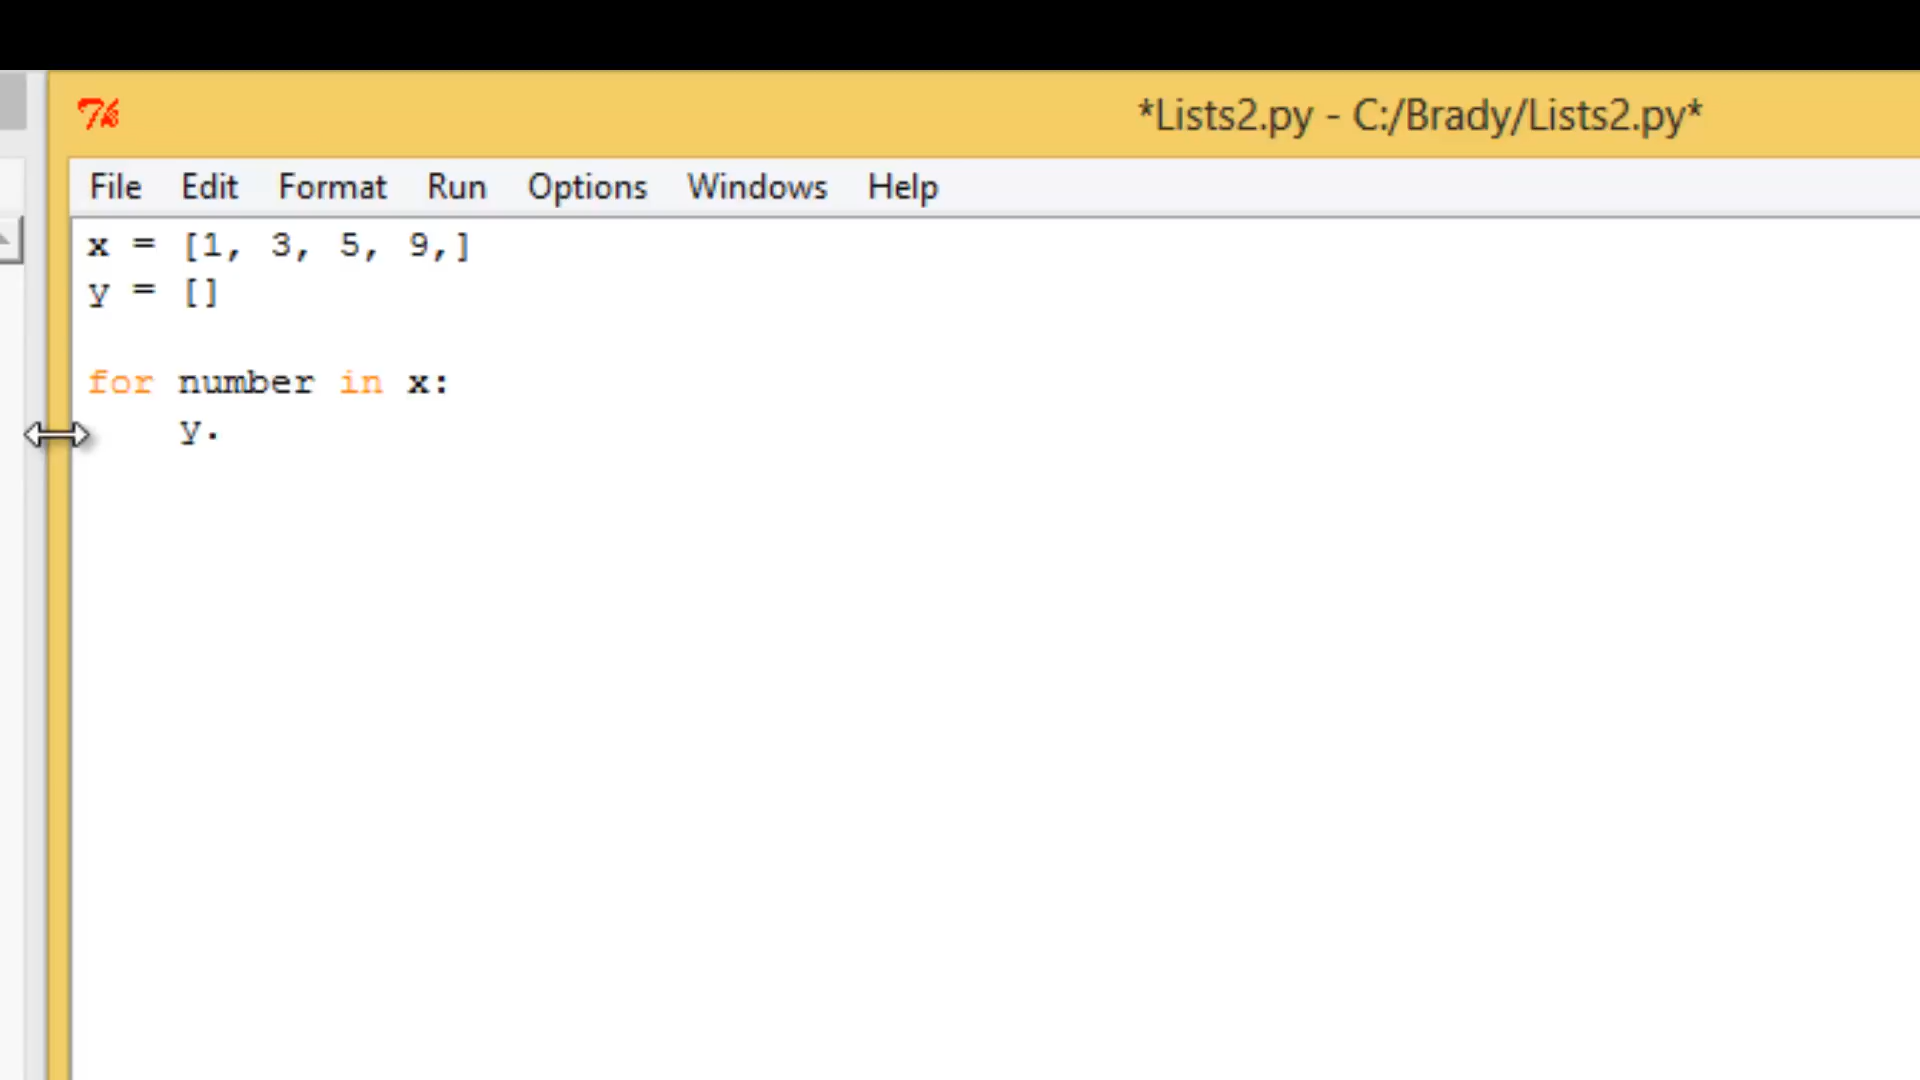 *Lists2.py - C:/Brady/Lists2.py*
File Edit Format Run Options Windows Help
x = [1, 3, 5, 9,]
y = []
for number in x:
    y.